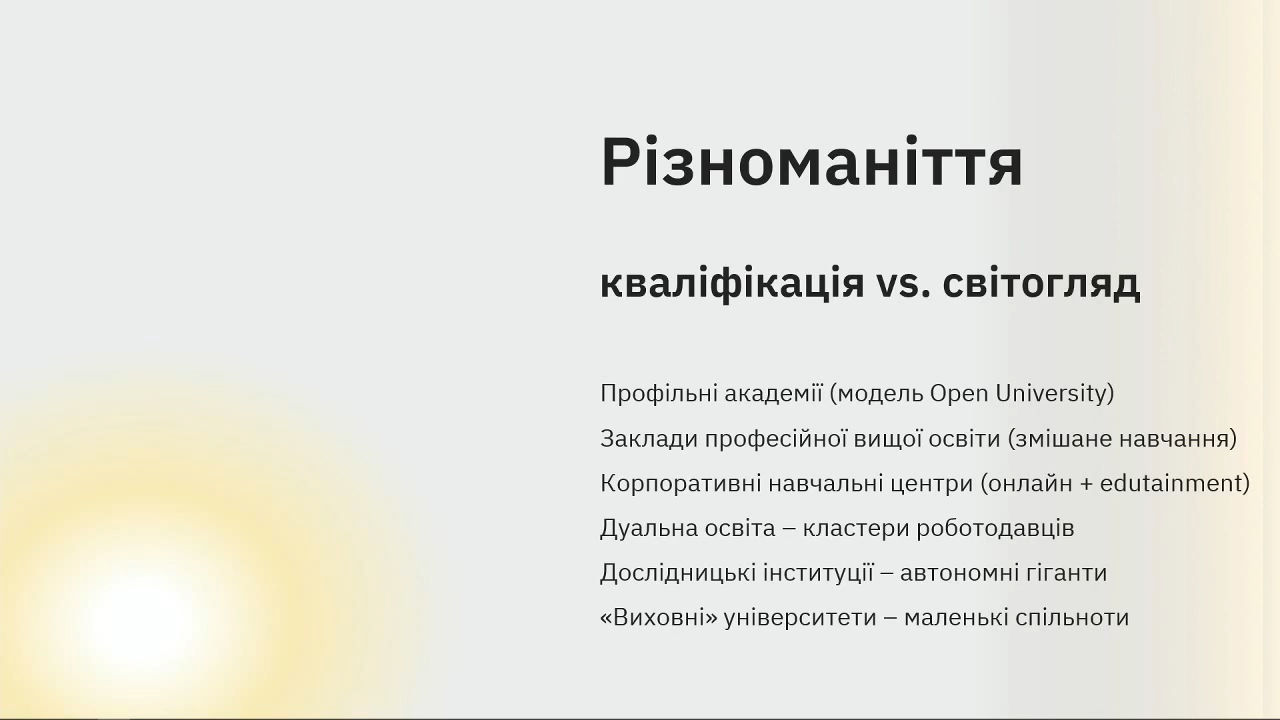 Різноманіття
кваліфікація vs. світогляд
Профільні академії (модель Open University)
Заклади професійної вищої освіти (змішане навчання)
Корпоративні навчальні центри (онлайн + edutainment)
Дуальна освіта – кластери роботодавців
Дослідницькі інституції – автономні гіганти
«Виховні» університети – маленькі спільноти